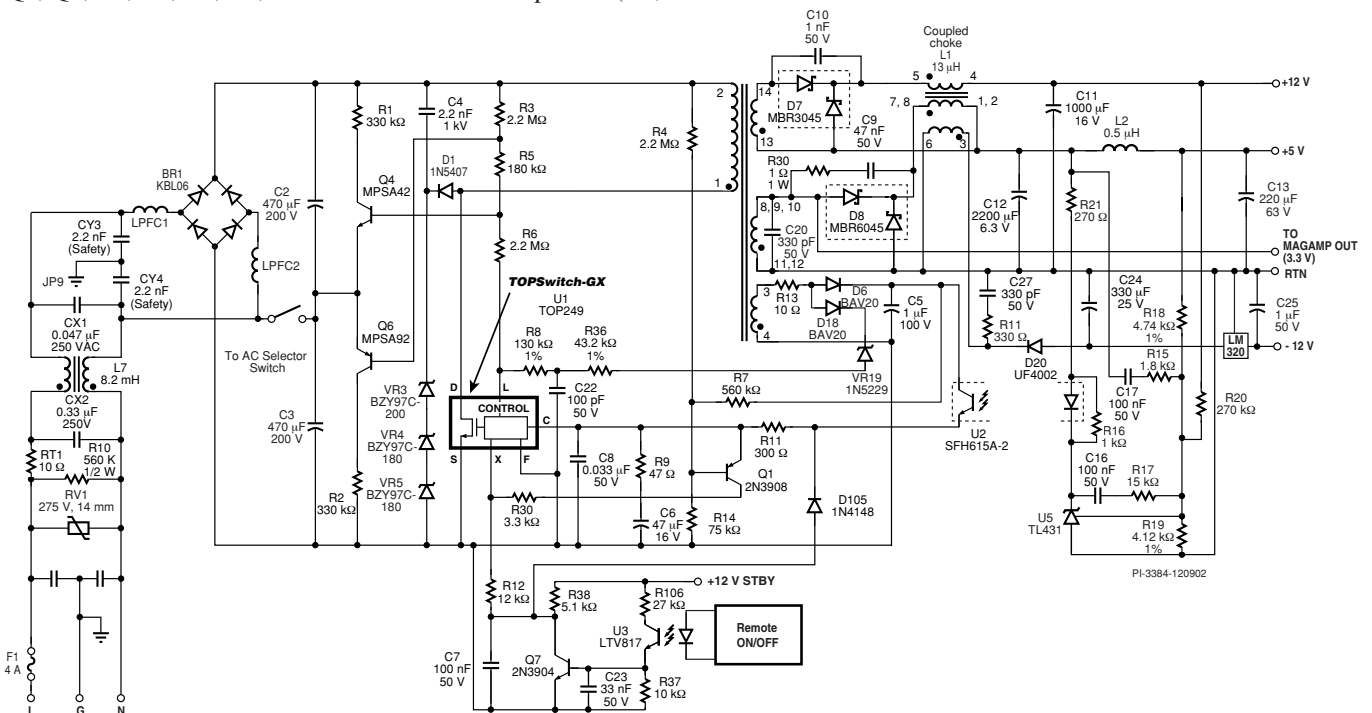 C10
1 nF
50 V
Coupled
choke
L1
13 µH
5
4
7, 8
1, 2
6
3
+12 V
C11
1000 µF
16 V
L2
0.5 µH
+5 V
2
1
14
13
D7
MBR3045
C9
47 nF
50 V
R30
1 Ω
1 W
8, 9, 10
11,12
D8
MBR6045
C20
330 pF
50 V
C12
2200 µF
6.3 V
R21
270 Ω
C13
220 µF
63 V
TO
MAGAMP OUT
(3.3 V)
RTN
R1
330 kΩ
C4
2.2 nF
1 kV
R3
2.2 MΩ
R4
2.2 MΩ
D1
1N5407
R5
180 kΩ
BR1
KBL06
C2
470 µF
200 V
Q4
MPSA42
LPFC1
CY3
2.2 nF
(Safety)
LPFC2
R6
2.2 MΩ
JP9
CY4
2.2 nF
(Safety)
TOPSwitch-GX
U1
TOP249
3
4
R13
10 Ω
D6
BAV20
D18
BAV20
C5
1 µF
100 V
C27
330 pF
50 V
R11
330 Ω
C24
330 µF
25 V
R18
4.74 kΩ
1%
C25
1 µF
50 V
- 12 V
LM
320
D20
UF4002
CX1
0.047 µF
250 VAC
To AC Selector
Switch
Q6
MPSA92
R8
130 kΩ
1%
R36
43.2 kΩ
1%
VR19
1N5229
R15
1.8 kΩ
L7
8.2 mH
CX2
0.33 µF
250V
VR3
BZY97C-
200
D
L
CONTROL
C
S
X
F
C22
100 pF
50 V
R7
560 kΩ
U2
SFH615A-2
C17
100 nF
50 V
R16
1 kΩ
R20
270 kΩ
RT1
10 Ω
R10
560 K
1/2 W
C3
470 µF
200 V
VR4
BZY97C-
180
C8
0.033 µF
50 V
R9
47 Ω
R11
300 Ω
Q1
2N3908
C16
100 nF
50 V
R17
15 kΩ
RV1
275 V, 14 mm
R2
330 kΩ
VR5
BZY97C-
180
R30
3.3 kΩ
C6
47 µF
16 V
R14
75 kΩ
D105
1N4148
U5
TL431
R19
4.12 kΩ
1%
PI-3384-120902
+12 V STBY
R12
12 kΩ
R38
5.1 kΩ
R106
27 kΩ
U3
LTV817
Remote
ON/OFF
C7
100 nF
50 V
Q7
2N3904
C23
33 nF
50 V
R37
10 kΩ
F1
4 A
L
G
N